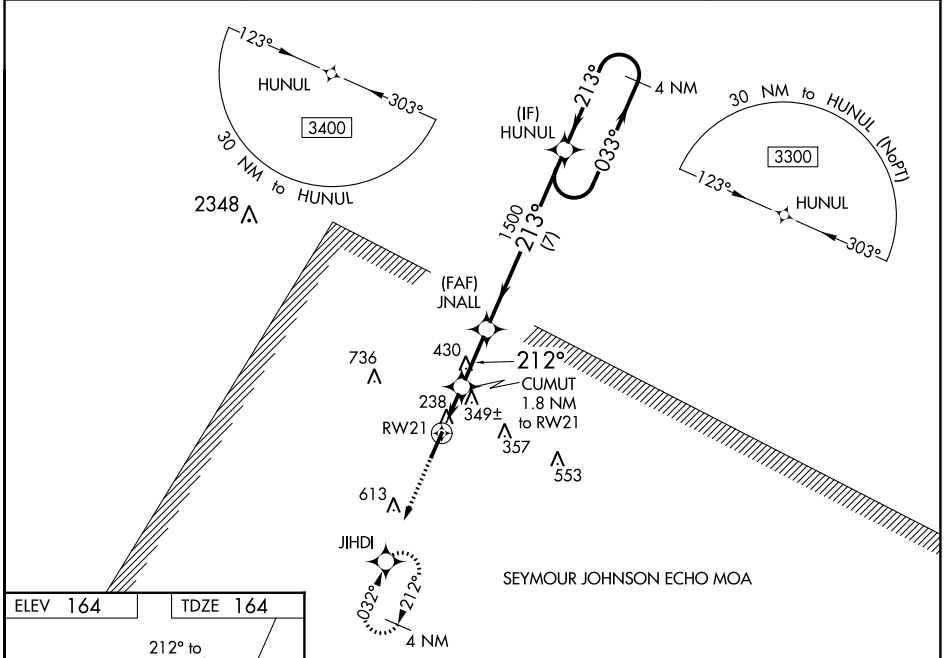 123°
HUNUL
303°
3400
30 NM to HUNUL
2348
213°
4 NM
(IF)
HUNUL
033°
30 NM to HUNUL (NoPT)
3300
123°
HUNUL
303°
1500
213°
(7)
(FAF)
JNALL
736
430
212°
CUMUT
1.8 NM
to RW21
238
349±
RW21
357
553
613
JIHDI
032°
212°
4 NM
SEYMOUR JOHNSON ECHO MOA
ELEV 164
TDZE 164
212° to